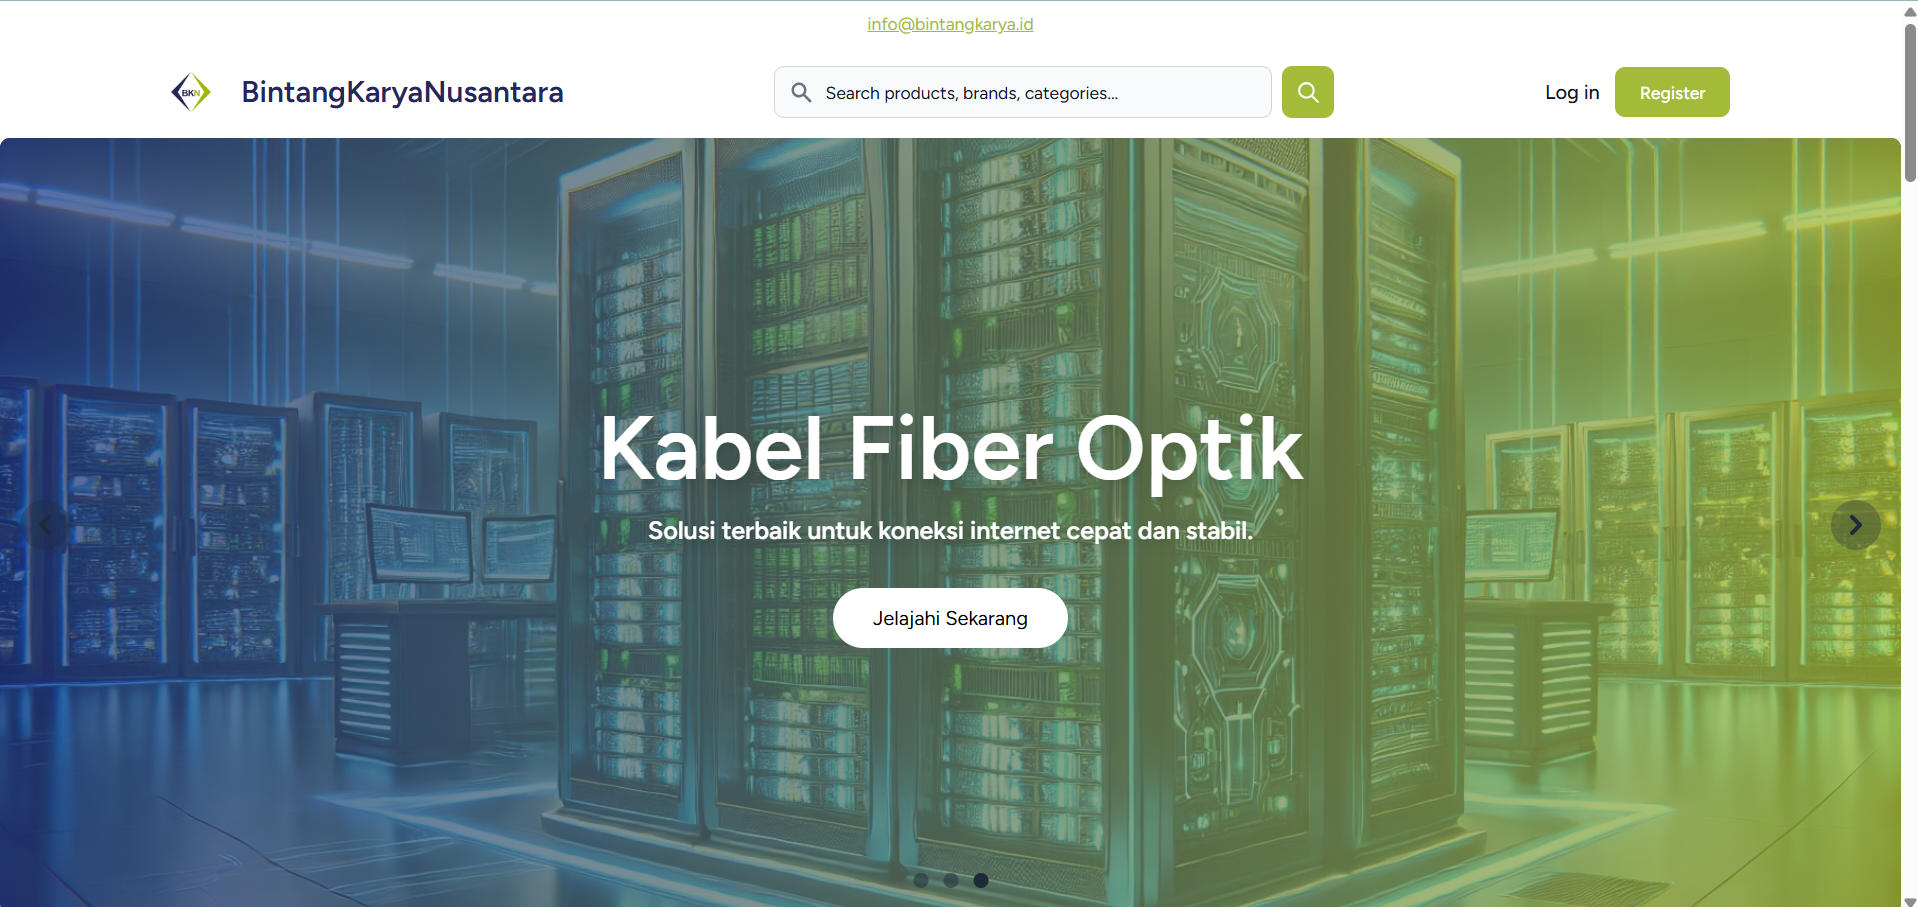 info@bintangkarya.id
BKN
BintangKaryaNusantara
Search products, brands, categories...
Log in
Register
Kabel Fiber Optik
Solusi terbaik untuk koneksi internet cepat dan stabil.
Jelajahi Sekarang